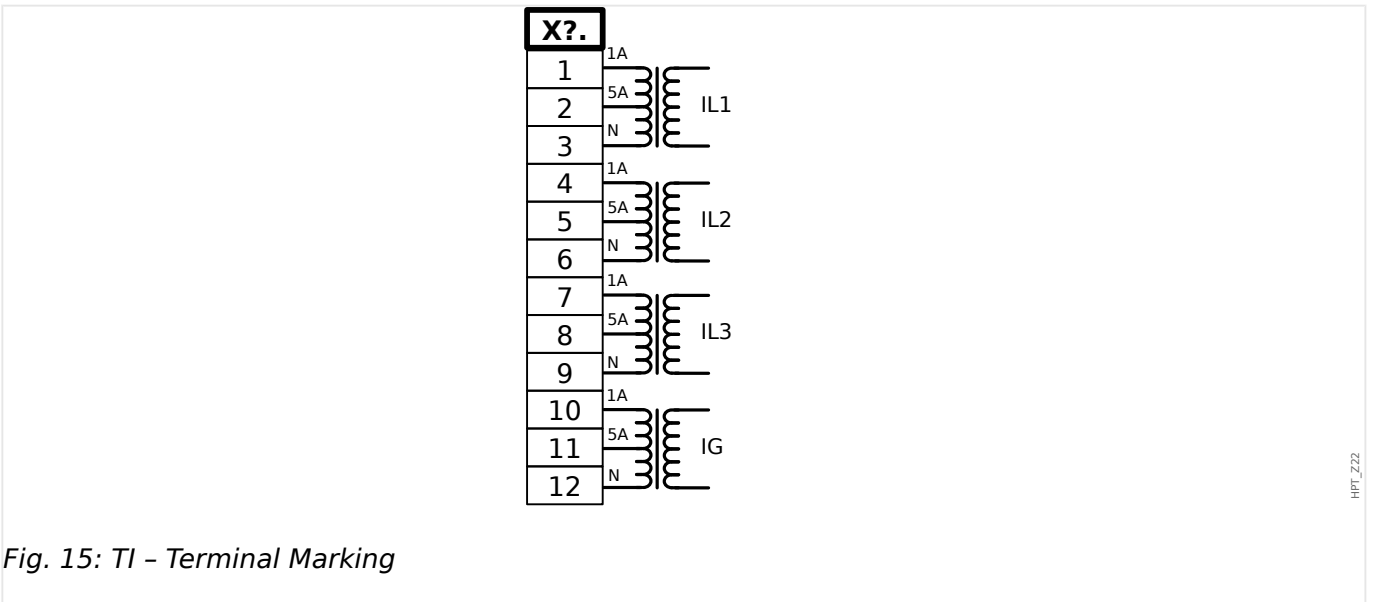 X?.
1A
1
5A
2
IL1
N
3
1A
4
5A
5
IL2
N
6
1A
7
5A
8
IL3
N
9
1A
10
5A
11
IG
N
12
HPT_Z22
Fig. 15: TI – Terminal Marking